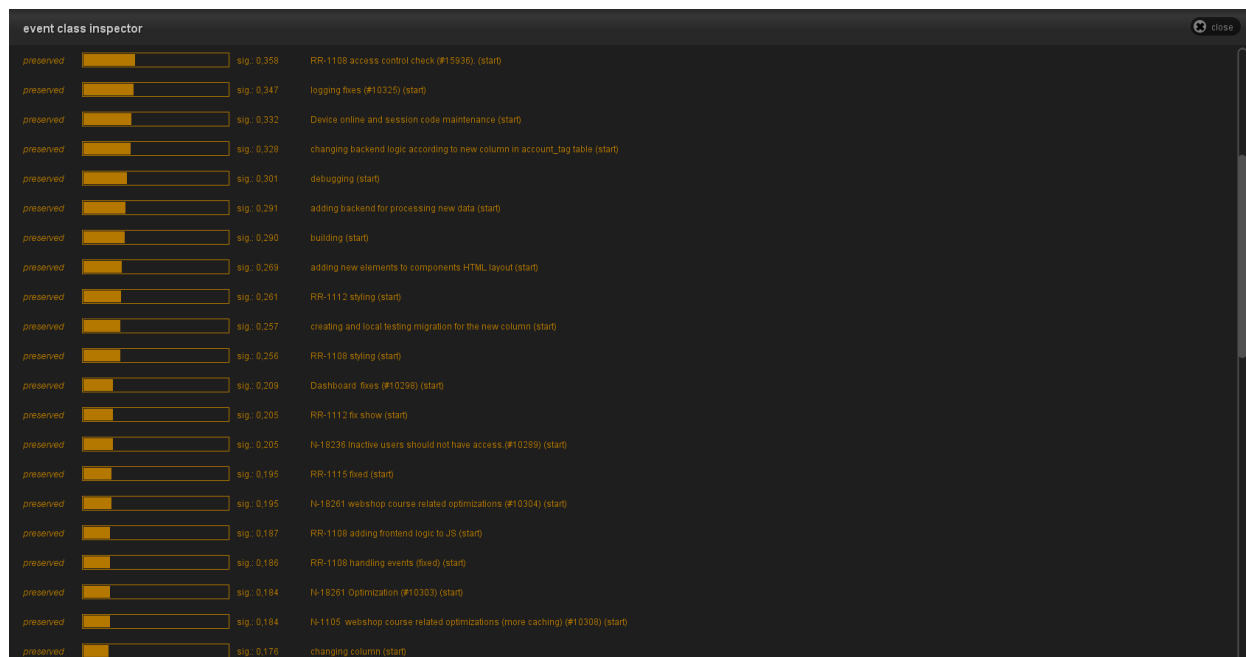 event class inspector
close
preserved sig.: 0,358 RR-1108 access control check (#15936). (start)
preserved sig.: 0,347 logging fixes (#10325) (start)
preserved sig.: 0,332 Device online and session code maintenance (start)
preserved sig.: 0,328 changing backend logic according to new column in account_tag table (start)
preserved sig.: 0,301 debugging (start)
preserved sig.: 0,291 adding backend for processing new data (start)
preserved sig.: 0,290 building (start)
preserved sig.: 0,269 adding new elements to components HTML layout (start)
preserved sig.: 0,261 RR-1112 styling (start)
preserved sig.: 0,257 creating and local testing migration for the new column (start)
preserved sig.: 0,256 RR-1108 styling (start)
preserved sig.: 0,209 Dashboard fixes (#10298) (start)
preserved sig.: 0,205 RR-1112 fix show (start)
preserved sig.: 0,205 N-18236 Inactive users should not have access.(#10289) (start)
preserved sig.: 0,195 RR-1115 fixed (start)
preserved sig.: 0,195 N-18261 webshop course related optimizations (#10304) (start)
preserved sig.: 0,187 RR-1108 adding frontend logic to JS (start)
preserved sig.: 0,186 RR-1108 handling events (fixed) (start)
preserved sig.: 0,184 N-18261 Optimization (#10303) (start)
preserved sig.: 0,184 N-1105 webshop course related optimizations (more caching) (#10308) (start)
preserved sig.: 0,176 changing column (start)